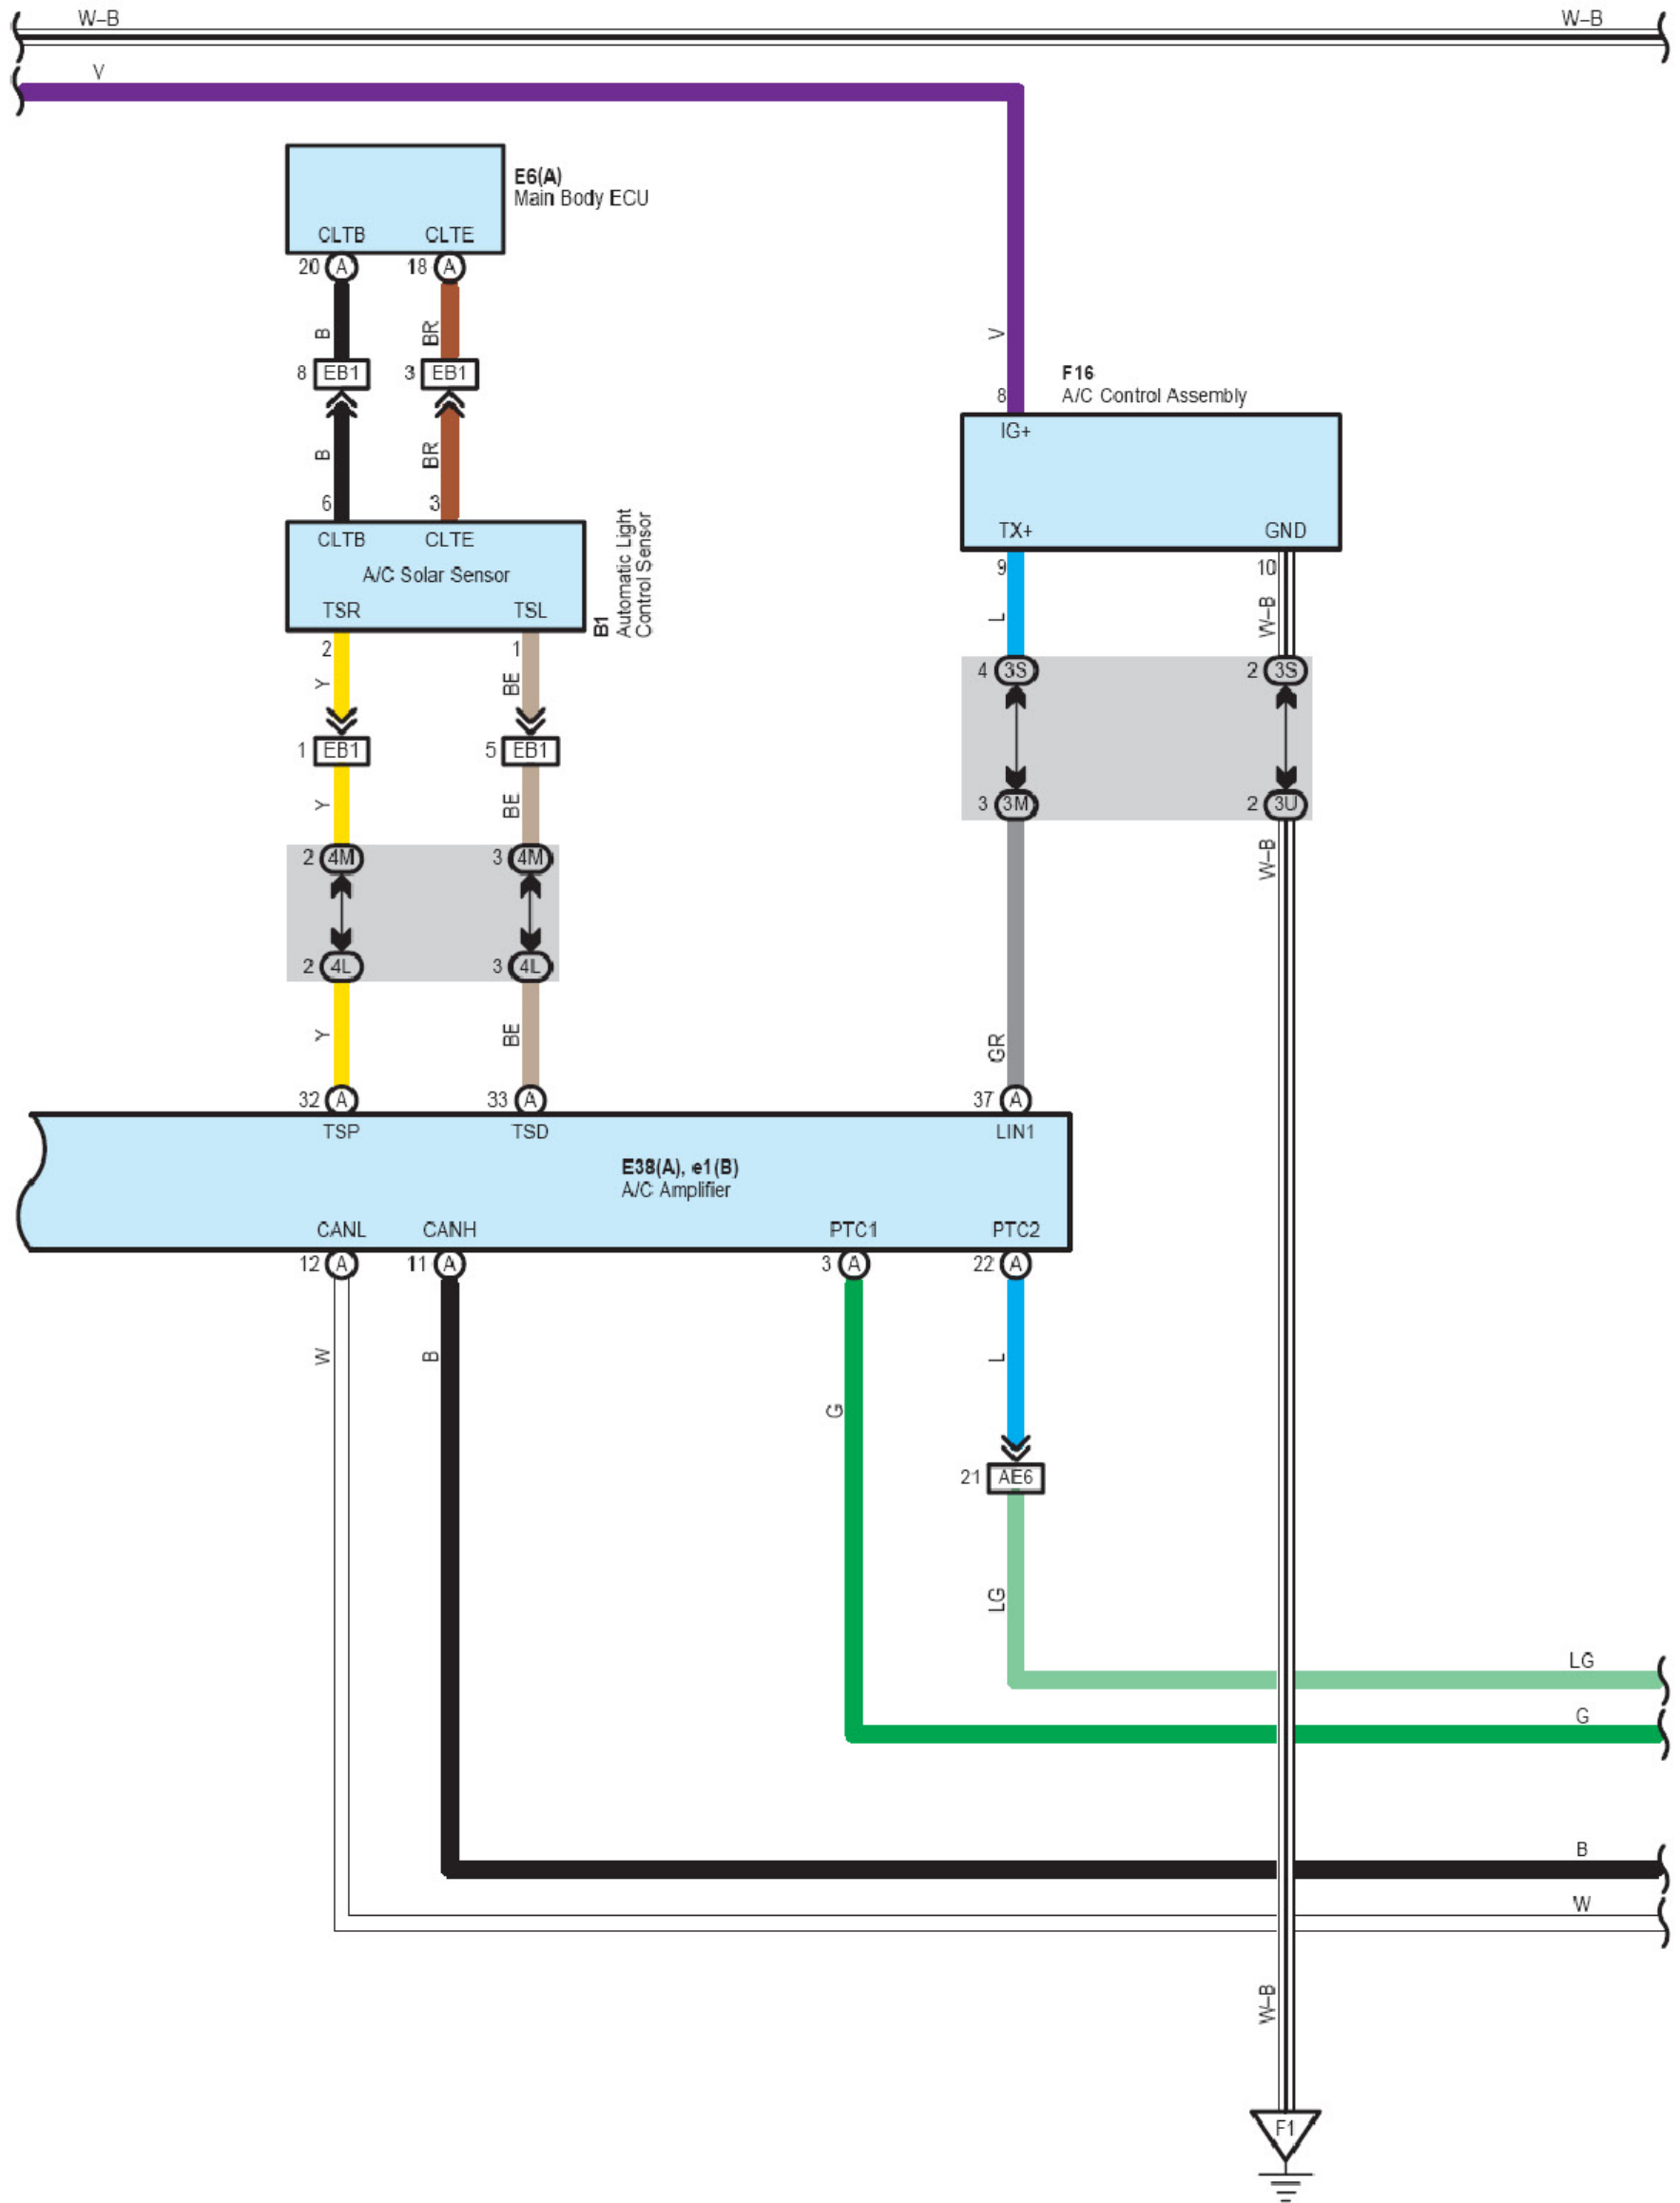 W–B W–B
V
E6(A)
Main Body ECU
CLTB CLTE
20 A 18 A
B BR
8 EB1 3 EB1
B BR
6 3
CLTB CLTE
A/C Solar Sensor
TSR TSL
B1
Automatic Light
Control Sensor
2 1
Y BE
1 EB1 5 EB1
Y BE
2 4M 3 4M
2 4L 3 4L
Y BE
V
8
F16
A/C Control Assembly
IG+
TX+ GND
9 10
L W–B
4 3S 2 3S
3 3M 2 3U
W–B
GR
32 A 33 A 37 A
TSP TSD LIN1
E38(A), e1(B)
A/C Amplifier
CANL CANH PTC1 PTC2
12 A 11 A 3 A 22 A
W B G L
21 AE6
LG
LG
G
B
W
W–B
F1